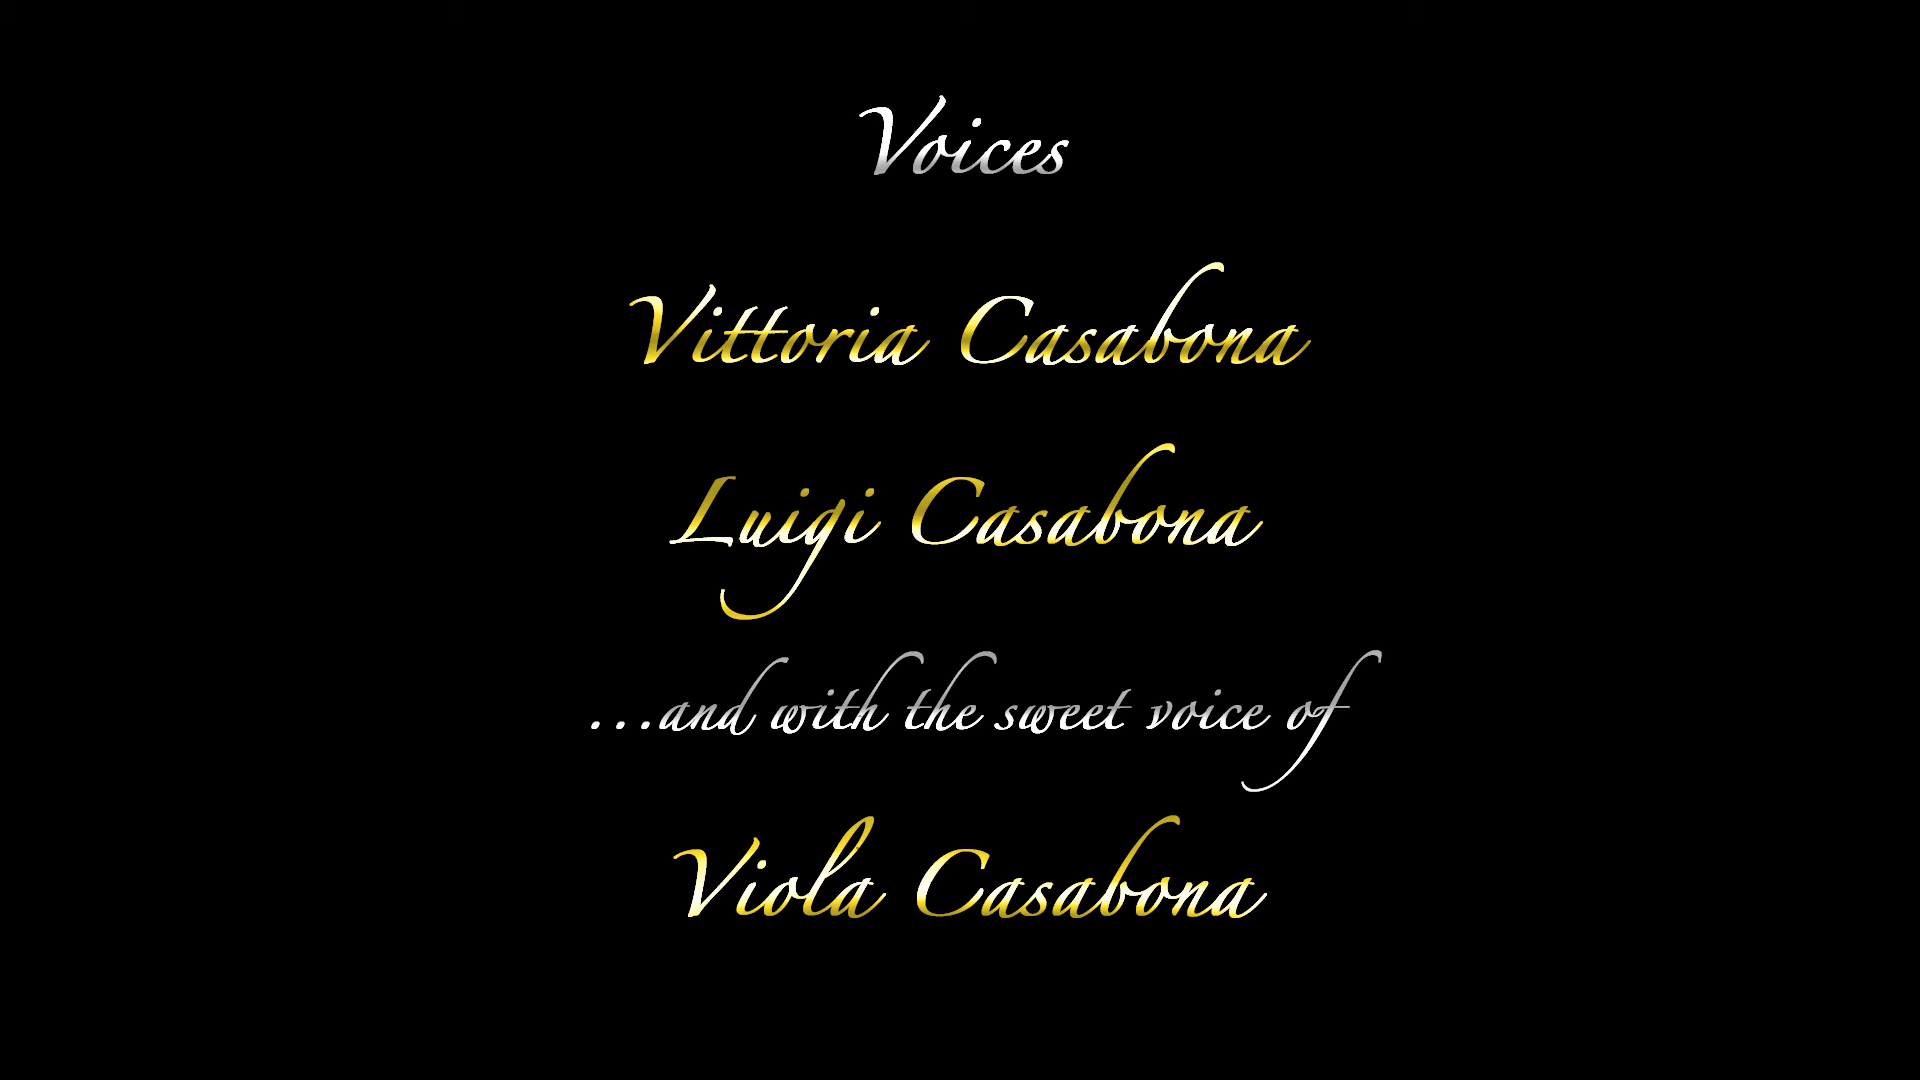 Voices
Vittoria Casabona
Luigi Casabona
...and with the sweet voice of
Viola Casabona